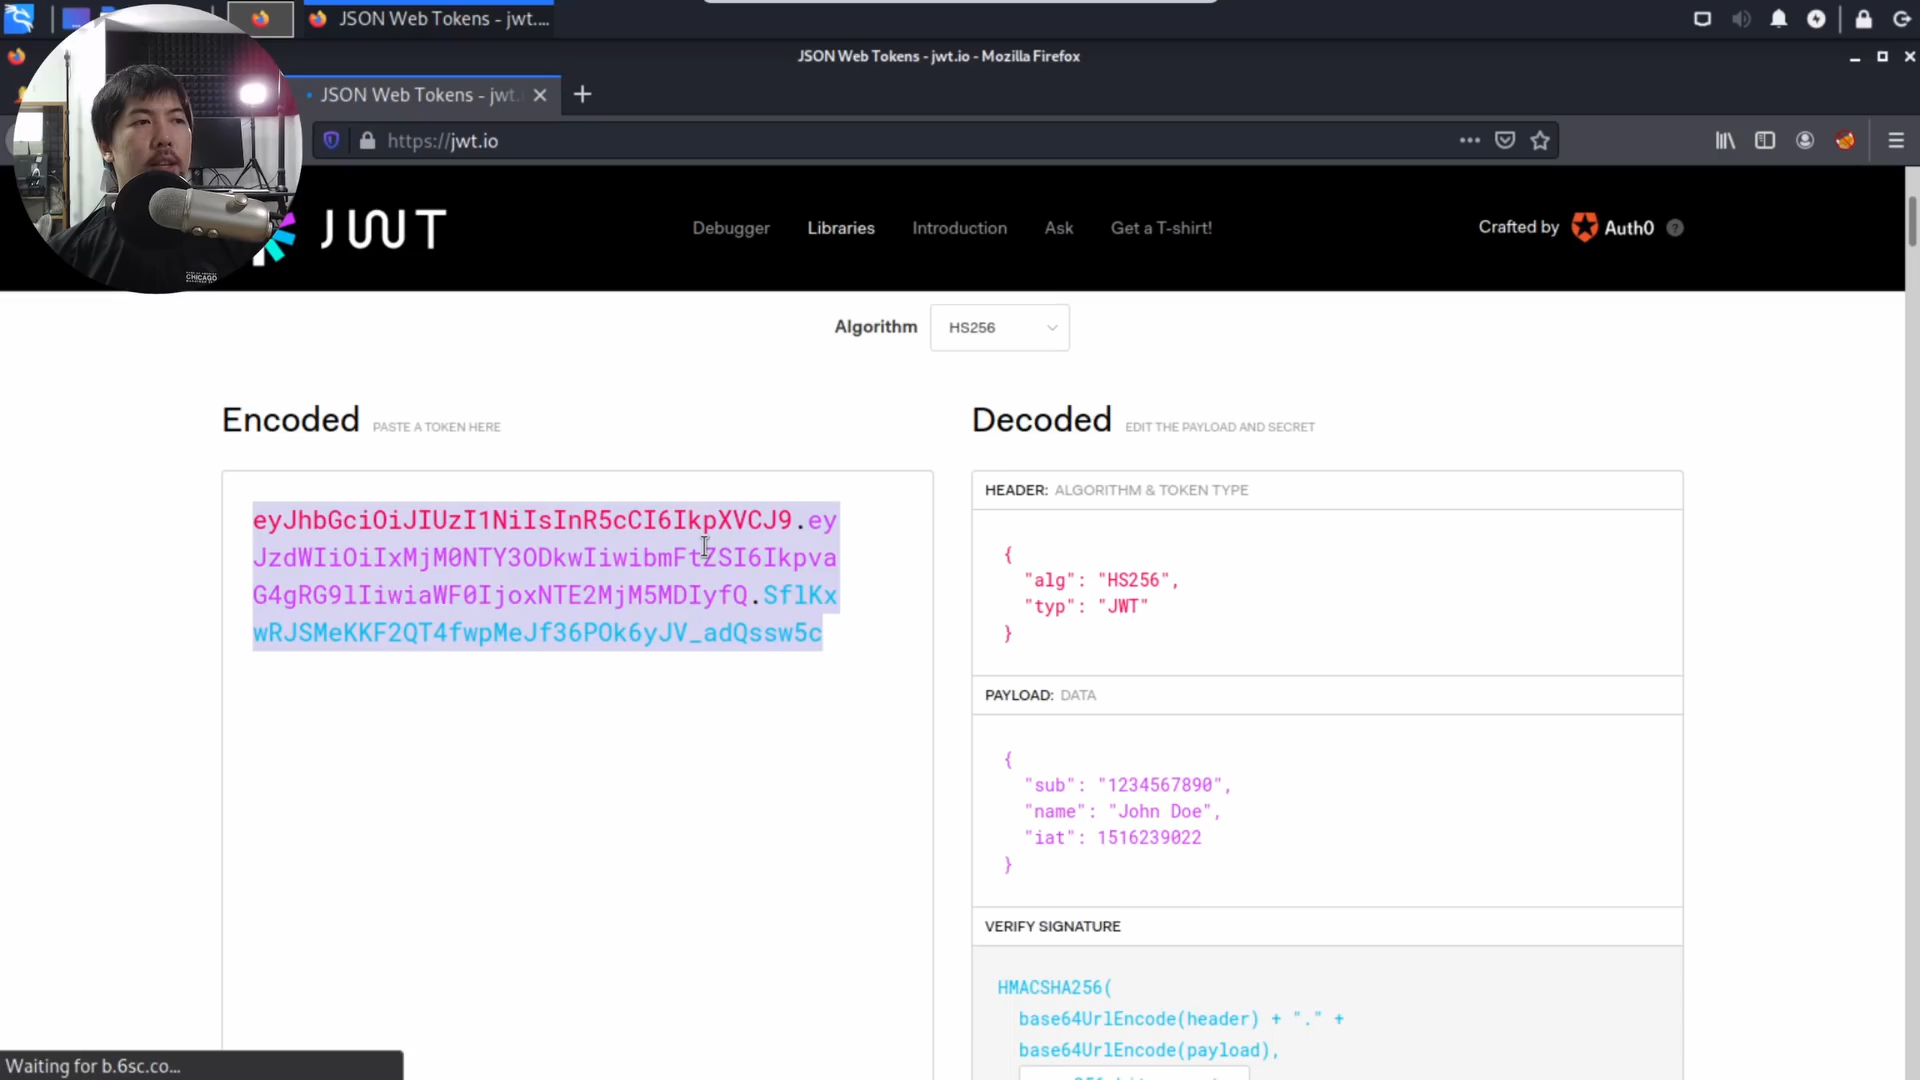 JSON Web Tokens - jwt....
JSON Web Tokens - jwt.io - Mozilla Firefox
JSON Web Tokens - jwt.
https://jwt.io
JWT
Debugger
Libraries
Introduction
Ask
Get a T-shirt!
Crafted by
Auth0
?
Algorithm
HS256
Encoded PASTE A TOKEN HERE
Decoded EDIT THE PAYLOAD AND SECRET
eyJhbGciOiJIUzI1NiIsInR5cCI6IkpXVCJ9.ey
JzdWIiOiIxMjM0NTY3ODkwIiwibmFtZSI6Ikpva
G4gRG9lIiwiaWF0IjoxNTE2MjM5MDIyfQ.SflKx
wRJSMeKKF2QT4fwpMeJf36POk6yJV_adQssw5c
HEADER: ALGORITHM & TOKEN TYPE
{
"alg": "HS256",
"typ": "JWT"
}
PAYLOAD: DATA
{
"sub": "1234567890",
"name": "John Doe",
"iat": 1516239022
}
VERIFY SIGNATURE
HMACSHA256(
base64UrlEncode(header) + "." +
base64UrlEncode(payload),
Waiting for b.6sc.co...
CHICAGO